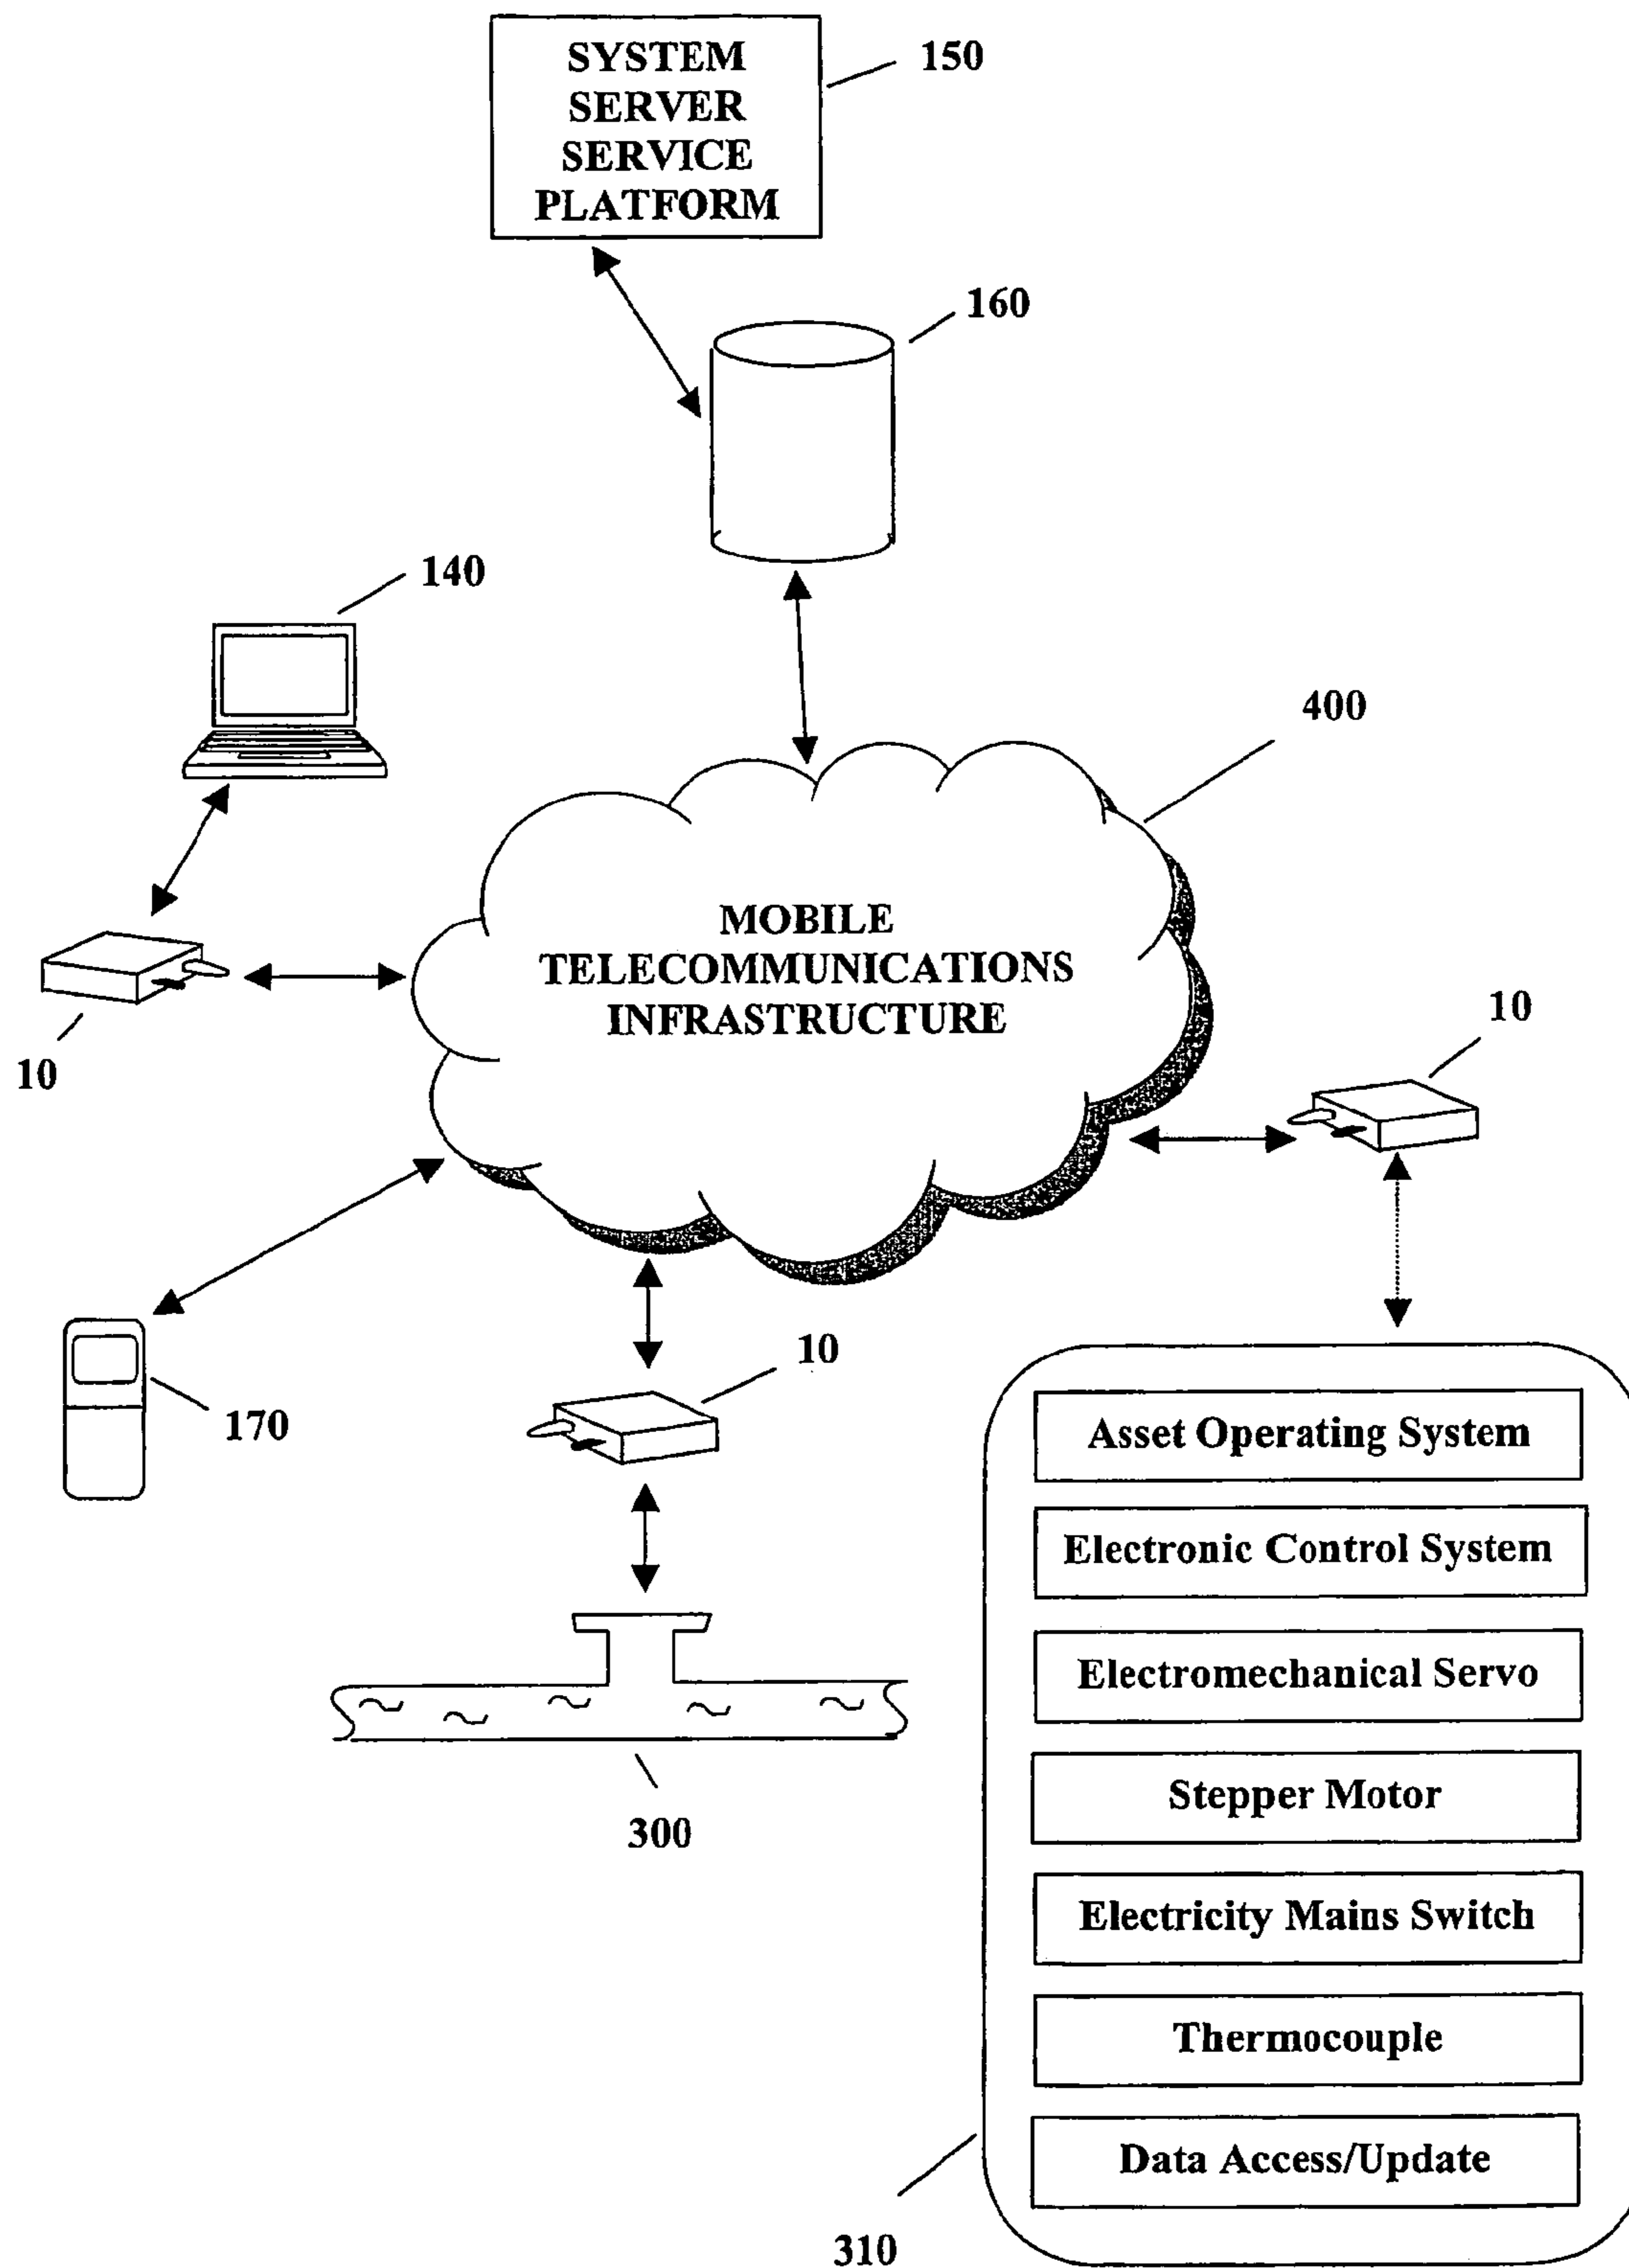 SYSTEM
SERVER
SERVICE
PLATFORM
150
160
140
400
MOBILE
TELECOMMUNICATIONS
INFRASTRUCTURE
10
10
10
170
300
Asset Operating System
Electronic Control System
Electromechanical Servo
Stepper Motor
Electricity Mains Switch
Thermocouple
Data Access/Update
310